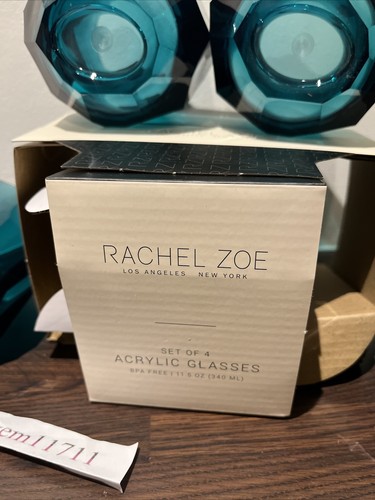 RACHEL ZOE
LOS ANGELES NEW YORK
SET OF 4
ACRYLIC GLASSES
BPA FREE | 11.5 OZ (340 ML)
em11711